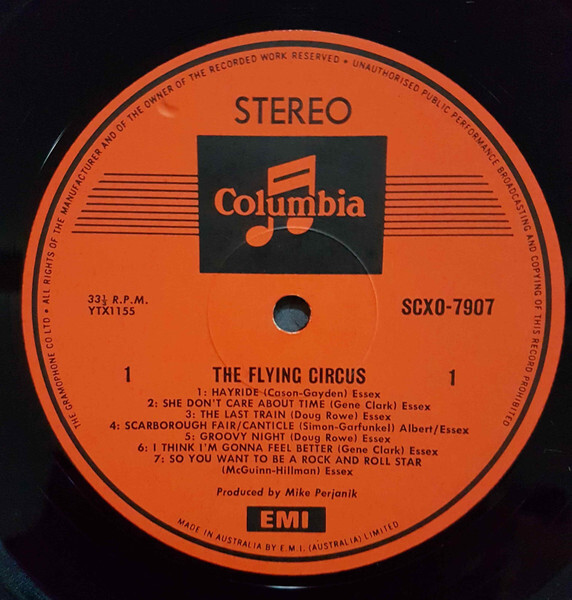 THE GRAMOPHONE CO LTD • ALL RIGHTS OF THE MANUFACTURER AND OF THE OWNER OF THE RECORDED WORK RESERVED • UNAUTHORISED PUBLIC PERFORMANCE BROADCASTING AND COPYING OF THIS RECORD PROHIBITED
STEREO
Columbia
33⅓ R.P.M.
YTX1155
SCXO-7907
1 THE FLYING CIRCUS 1
1: HAYRIDE (Cason-Gayden) Essex
2: SHE DON'T CARE ABOUT TIME (Gene Clark) Essex
3: THE LAST TRAIN (Doug Rowe) Essex
4: SCARBOROUGH FAIR/CANTICLE (Simon-Garfunkel) Albert/Essex
5: GROOVY NIGHT (Doug Rowe) Essex
6: I THINK I'M GONNA FEEL BETTER (Gene Clark) Essex
7: SO YOU WANT TO BE A ROCK AND ROLL STAR
(McGuinn-Hillman) Essex
Produced by Mike Perjanik
EMI
MADE IN AUSTRALIA BY E.M.I. (AUSTRALIA) LIMITED